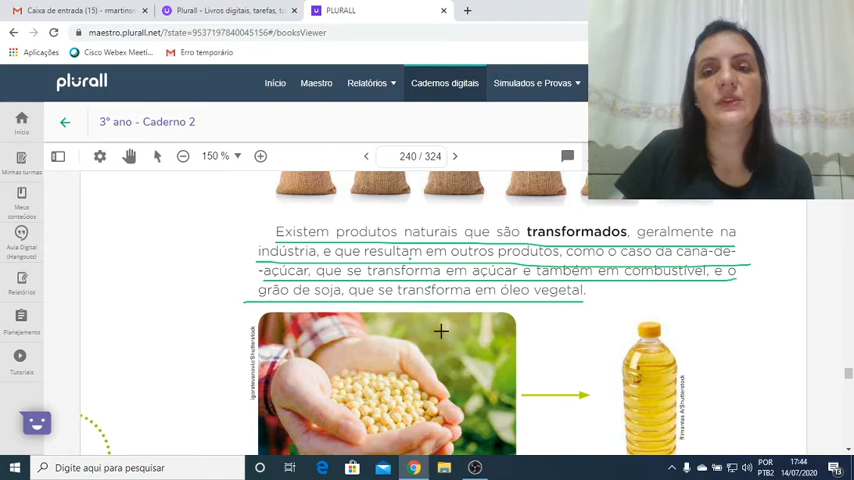 Caixa de entrada (15) - rmartinse
Plurall - Livros digitais, tarefas, tu
PLURALL
maestro.plurall.net/?state=9537197840045156#/booksViewer
Aplicações
Cisco Webex Meeti
Erro temporário
plurall
Início
Maestro
Relatórios
Cadernos digitais
Simulados e Provas
Início
3º ano - Caderno 2
Minhas turmas
150 %
240 / 324
Meus
conteúdos
Aula Digital
(Hangouts)
Relatórios
Planejamento
Tutoriais
Existem produtos naturais que são transformados, geralmente na
indústria, e que resultam em outros produtos, como o caso da cana-de-
-açúcar, que se transforma em açúcar e também em combustível, e o
grão de soja, que se transforma em óleo vegetal.
Rimantas A/Shutterstock
Digite aqui para pesquisar
POR
PTB2
17:44
14/07/2020
13